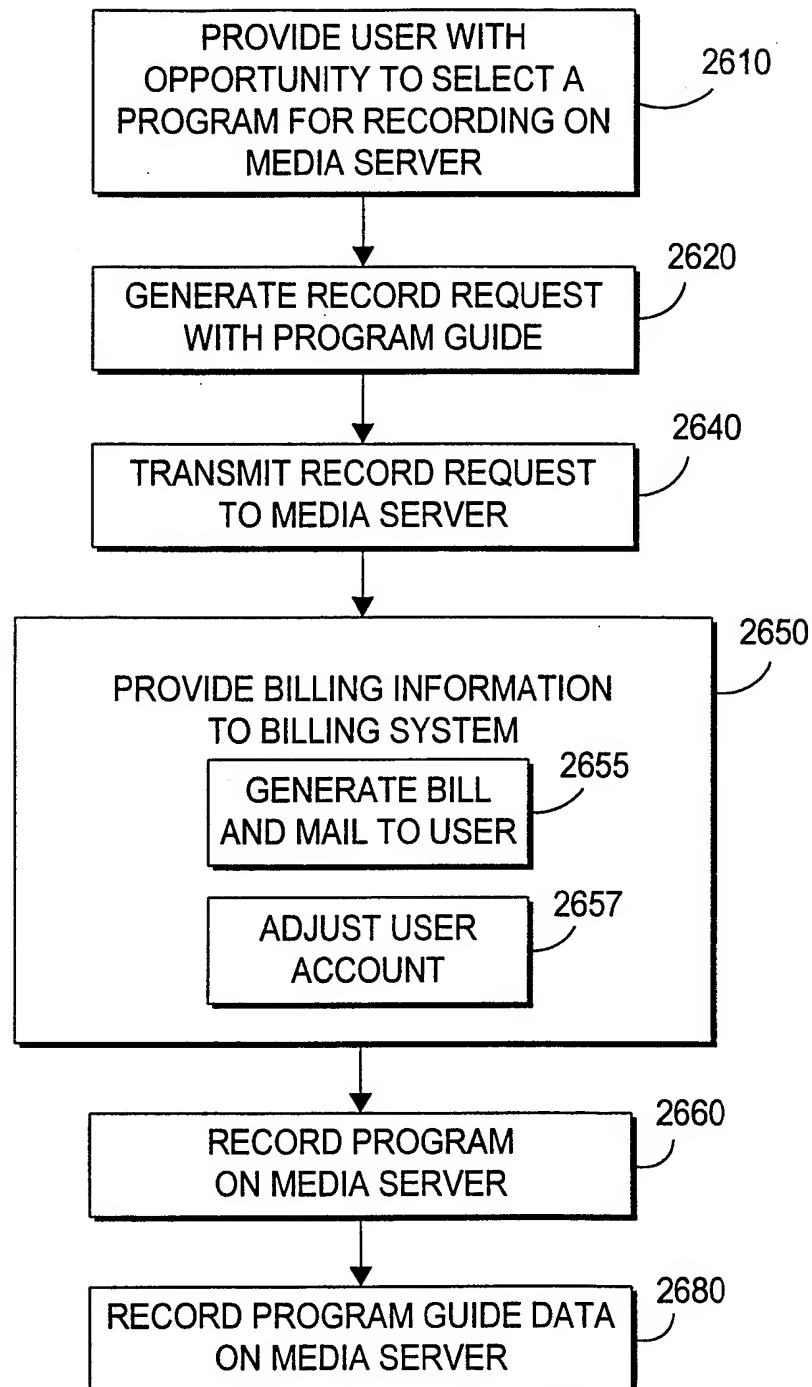 PROVIDE USER WITH
OPPORTUNITY TO SELECT A
PROGRAM FOR RECORDING ON
MEDIA SERVER
2610
GENERATE RECORD REQUEST
WITH PROGRAM GUIDE
2620
TRANSMIT RECORD REQUEST
TO MEDIA SERVER
2640
PROVIDE BILLING INFORMATION
TO BILLING SYSTEM
2650
GENERATE BILL
AND MAIL TO USER
2655
ADJUST USER
ACCOUNT
2657
RECORD PROGRAM
ON MEDIA SERVER
2660
RECORD PROGRAM GUIDE DATA
ON MEDIA SERVER
2680